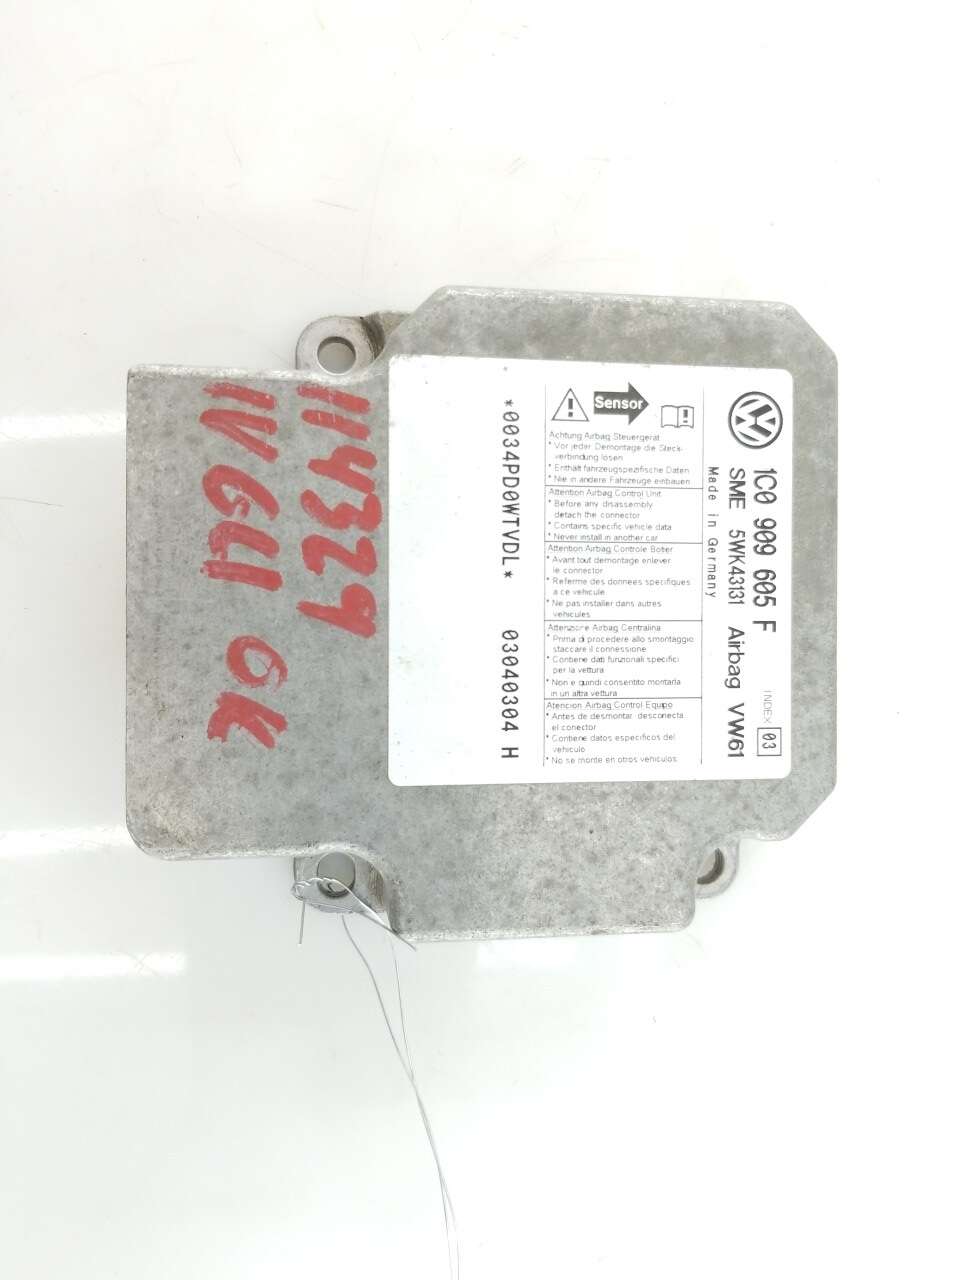 1C0 909 605 F
SME 5WK43131 Airbag VW61
Made in Germany
INDEX 03
Sensor
Achtung Airbag Steuergerat
* Vor jeder Demontage die Steck-
verbindung lösen
* Enthält fahrzeugspezifische Daten
* Nie in andere Fahrzeuge einbauen
Attention Airbag Control Unit
* Before any disassembly
detach the connector
* Contains specific vehicle data
* Never install in another car
Attention Airbag Controle Boitier
* Avant tout demontage enlever
le connector
* Referme des donnees specifiques
a ce vehicule
* Ne pas installer dans autres
vehicules
Attenzione Airbag Centralina
* Prima di procedere allo smontaggio
staccare il connessione
* Contiene dati funzionali specifici
per la vettura
* Non e quindi consentito montarla
in un altra vettura
Atencion Airbag Control Equipo
* Antes de desmontar desconecta
el conector
* Contiene datos especificos del
vehiculo
* No se monte en otros vehiculos
*0034PD0WTVDL* 03040304 H
114329
1V6U OK